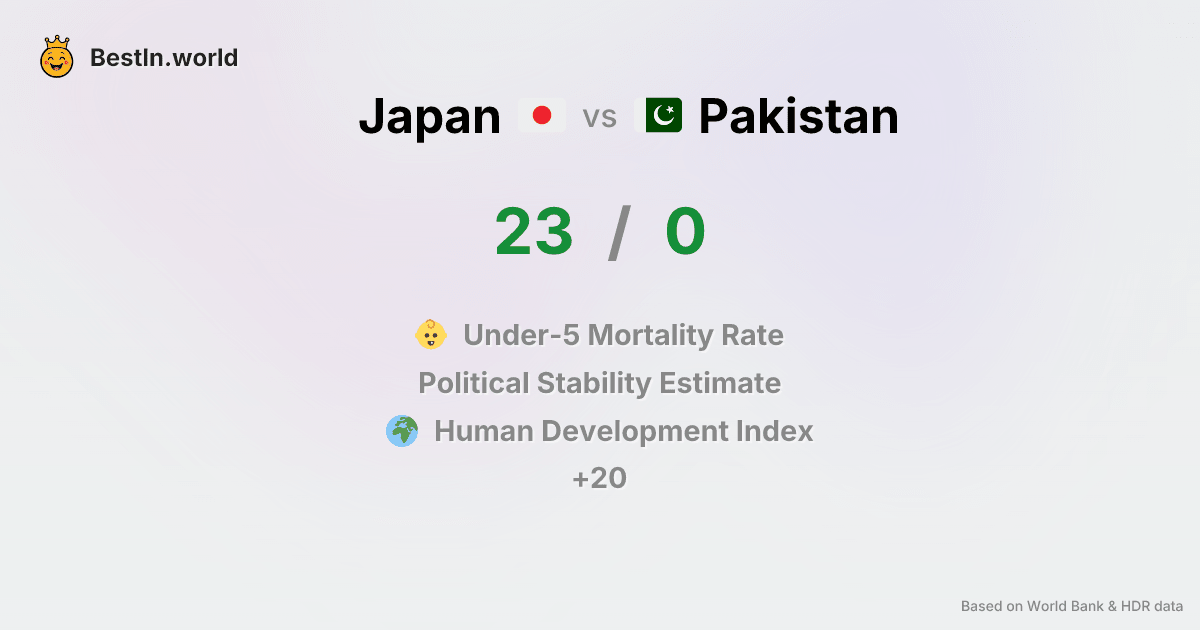 BestIn.world
Japan vs Pakistan
23 / 0
Under-5 Mortality Rate
Political Stability Estimate
Human Development Index
+20
Based on World Bank & HDR data